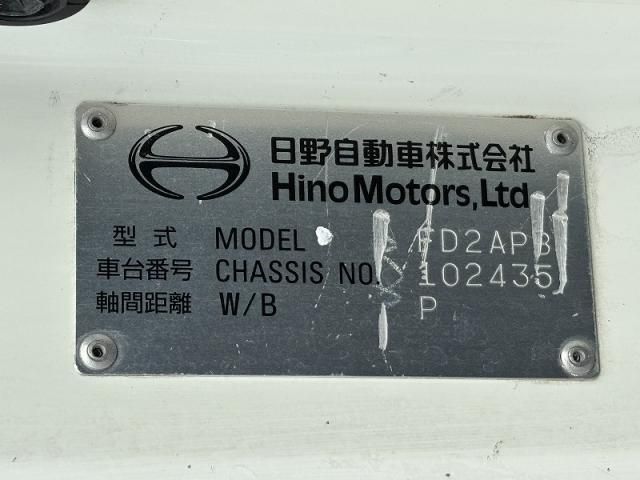 日野自動車株式会社
Hino Motors, Ltd
型式 MODEL FD2APB
車台番号 CHASSIS NO. 102435
軸間距離 W/B P